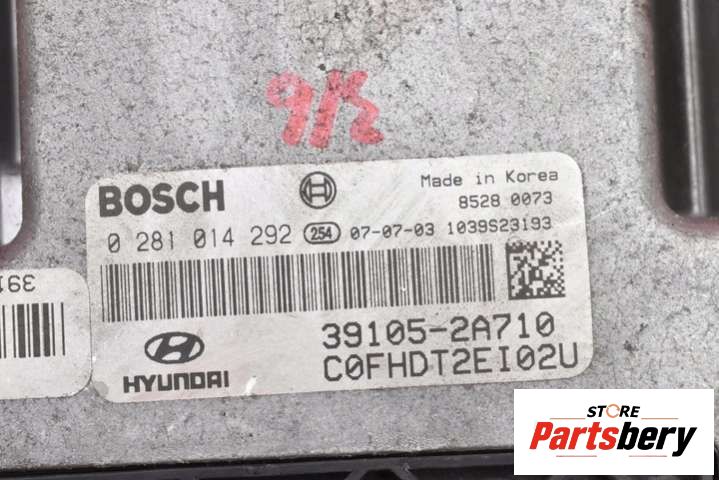 BOSCH
Made in Korea
8528 0073
0 281 014 292 254 07-07-03 1039S23193
39105-2A710
HYUNDAI
C0FHDT2EI02U
391
STORE
Partsbery